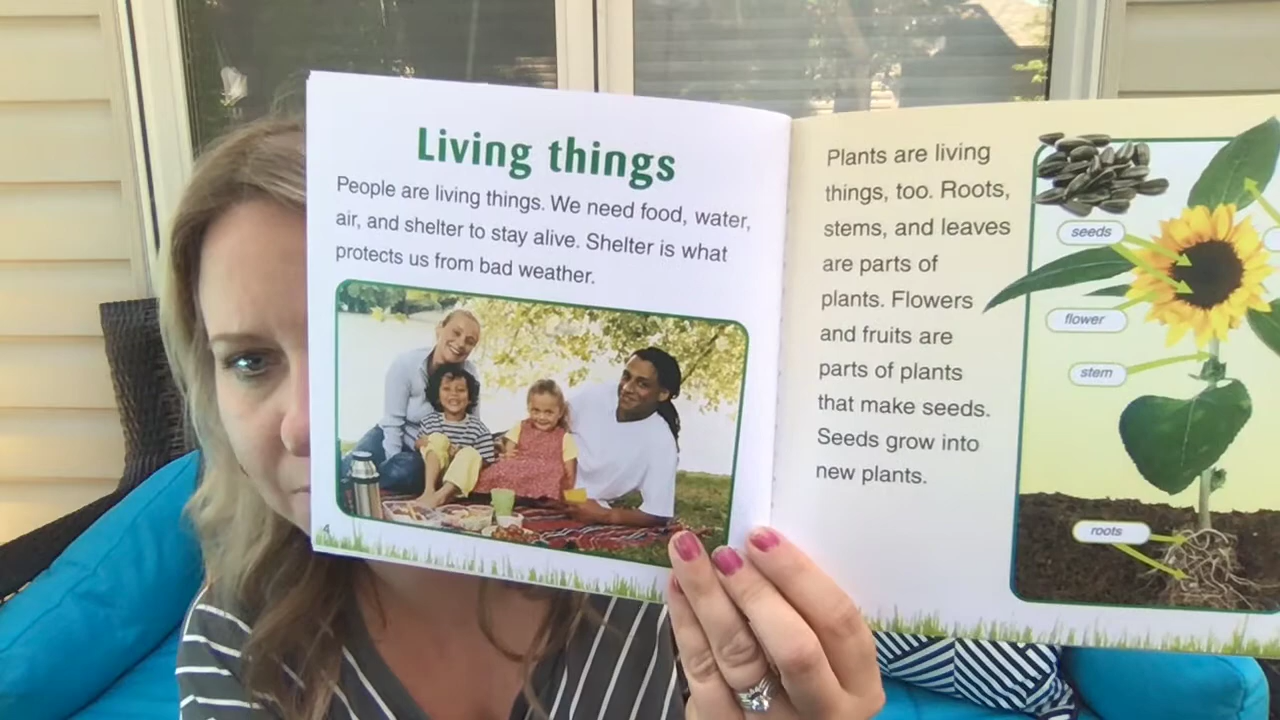 Living things
People are living things. We need food, water,
air, and shelter to stay alive. Shelter is what
protects us from bad weather.
4
Plants are living
things, too. Roots,
stems, and leaves
are parts of
plants. Flowers
and fruits are
parts of plants
that make seeds.
Seeds grow into
new plants.
seeds
flower
stem
roots